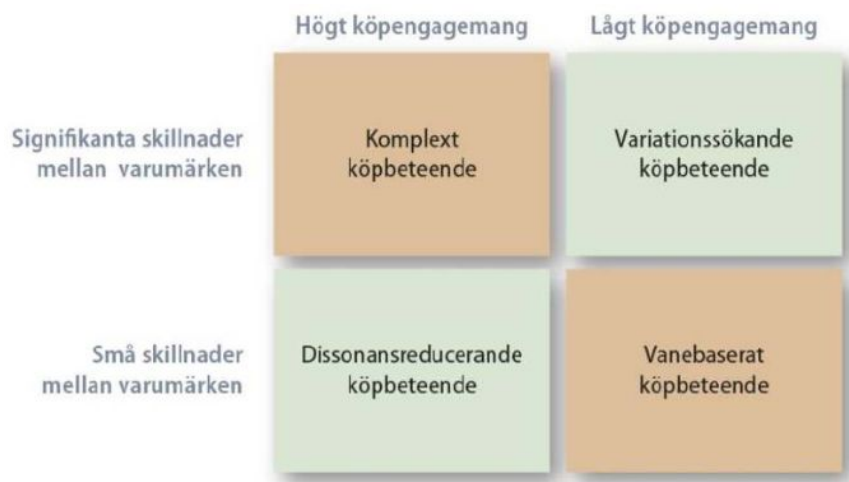 Högt köpengagemang
Lågt köpengagemang
Signifikanta skillnader
mellan varumärken
Komplext
köpbeteende
Variationssökande
köpbeteende
Små skillnader
mellan varumärken
Dissonansreducerande
köpbeteende
Vanebaserat
köpbeteende